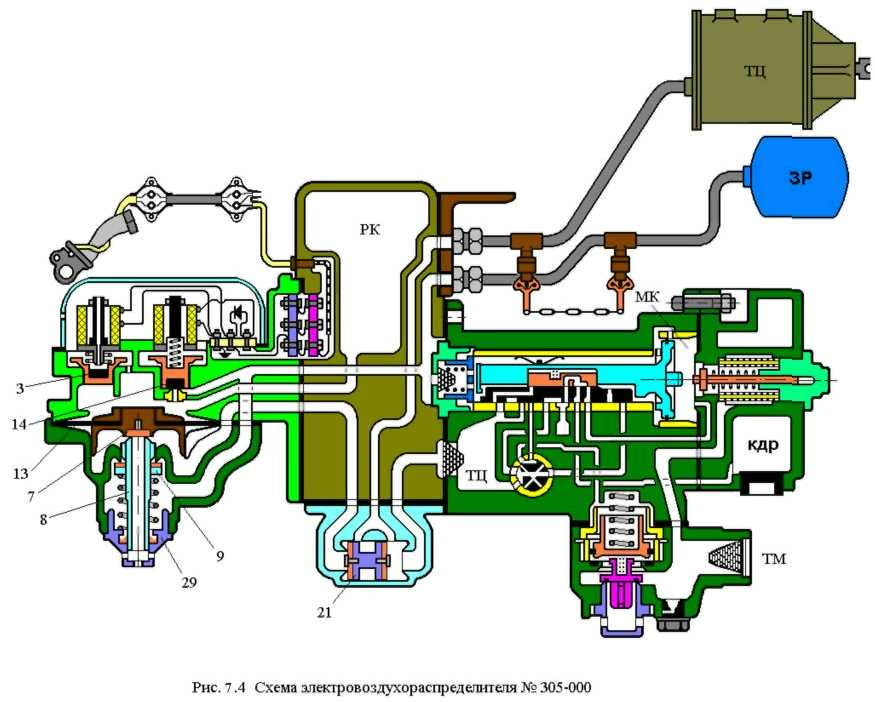 ТЦ
ЗР
РК
МК
3
14
13
7
8
9
29
ТЦ
КДР
21
ТМ
Рис. 7.4 Схема электровоздухораспределителя № 305-000